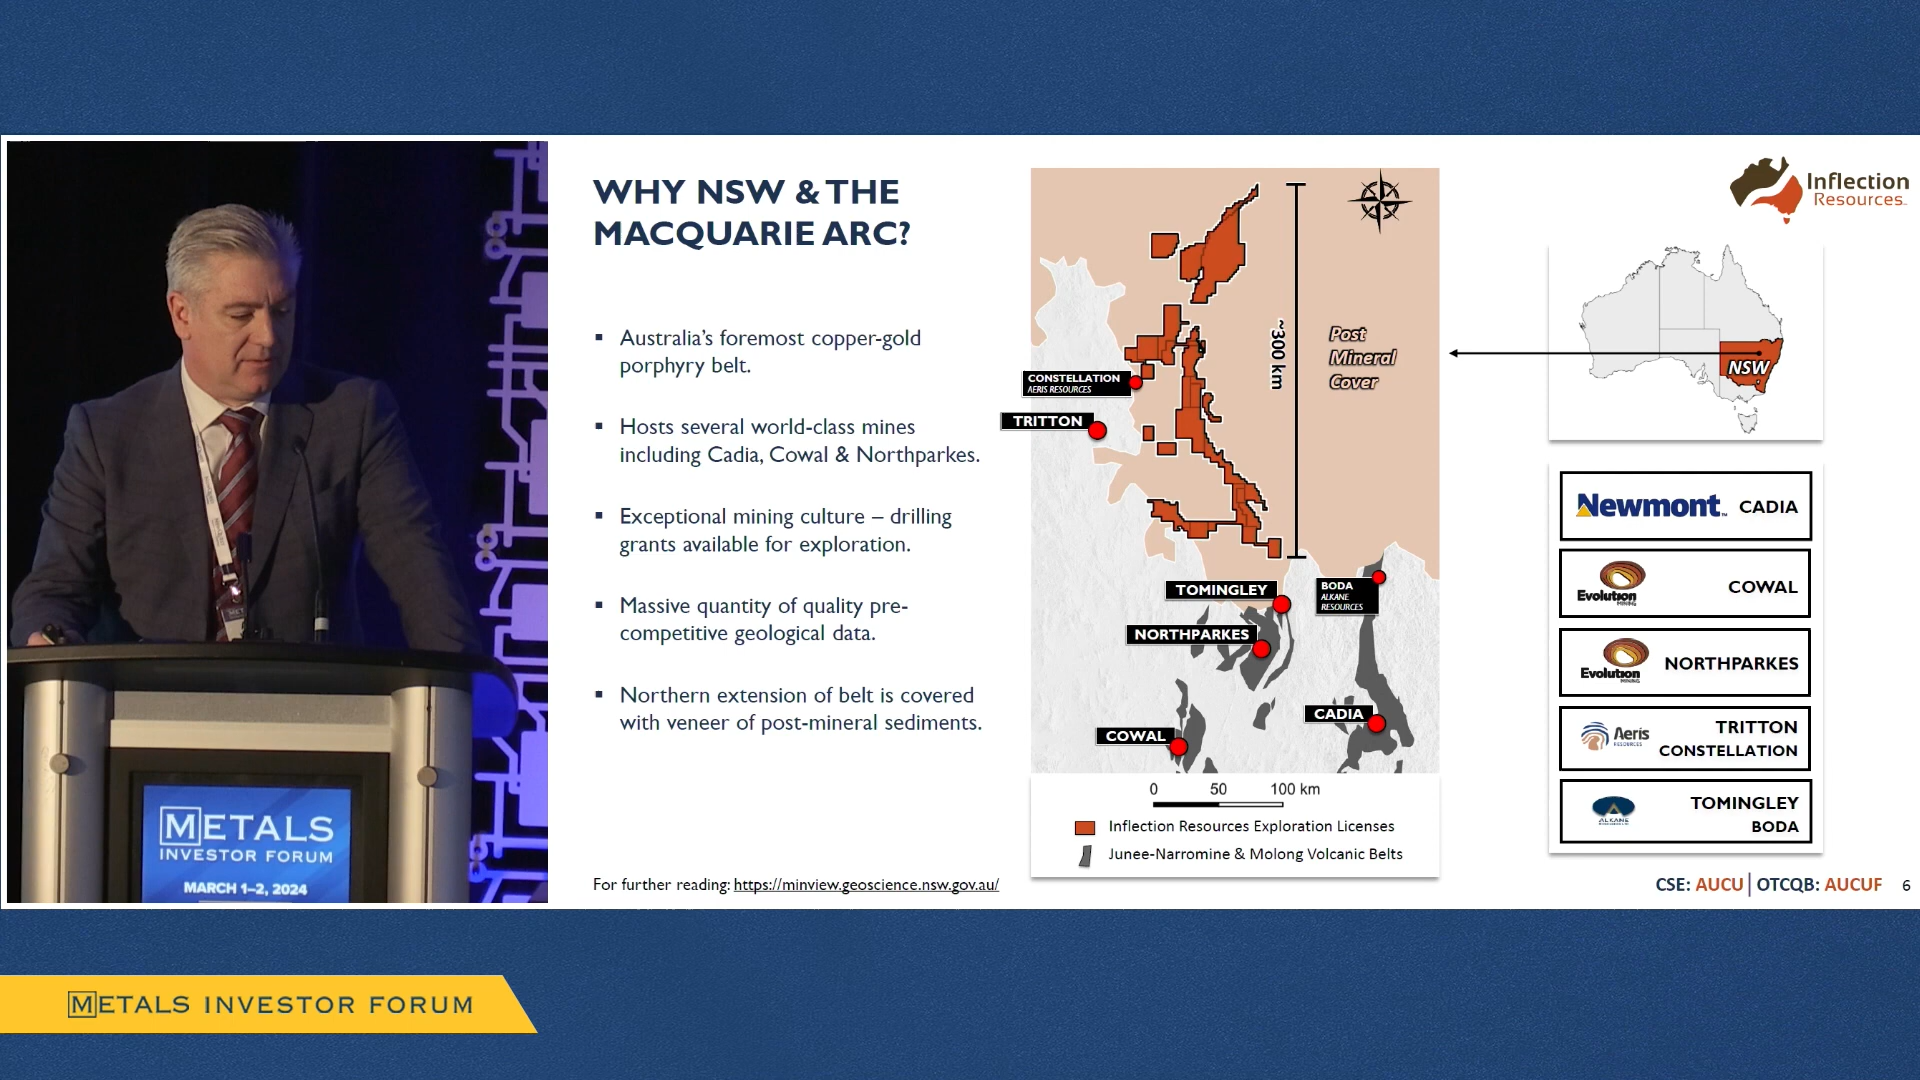 WHY NSW & THE
MACQUARIE ARC?
▪ Australia's foremost copper-gold
porphyry belt.
▪ Hosts several world-class mines
including Cadia, Cowal & Northparkes.
▪ Exceptional mining culture – drilling
grants available for exploration.
▪ Massive quantity of quality pre-
competitive geological data.
▪ Northern extension of belt is covered
with veneer of post-mineral sediments.
For further reading: https://minview.geoscience.nsw.gov.au/
~300 km
Post
Mineral
Cover
CONSTELLATION
AERIS RESOURCES
TRITTON
TOMINGLEY
BODA
ALKANE
RESOURCES
NORTHPARKES
CADIA
COWAL
0 50 100 km
Inflection Resources Exploration Licenses
Junee-Narromine & Molong Volcanic Belts
Inflection
Resources
NSW
Newmont™ CADIA
Evolution
MINING
COWAL
Evolution
MINING
NORTHPARKES
Aeris
RESOURCES
TRITTON
CONSTELLATION
ALKANE
TOMINGLEY
BODA
CSE: AUCU | OTCQB: AUCUF 6
METALS
INVESTOR FORUM
MARCH 1–2, 2024
METALS INVESTOR FORUM